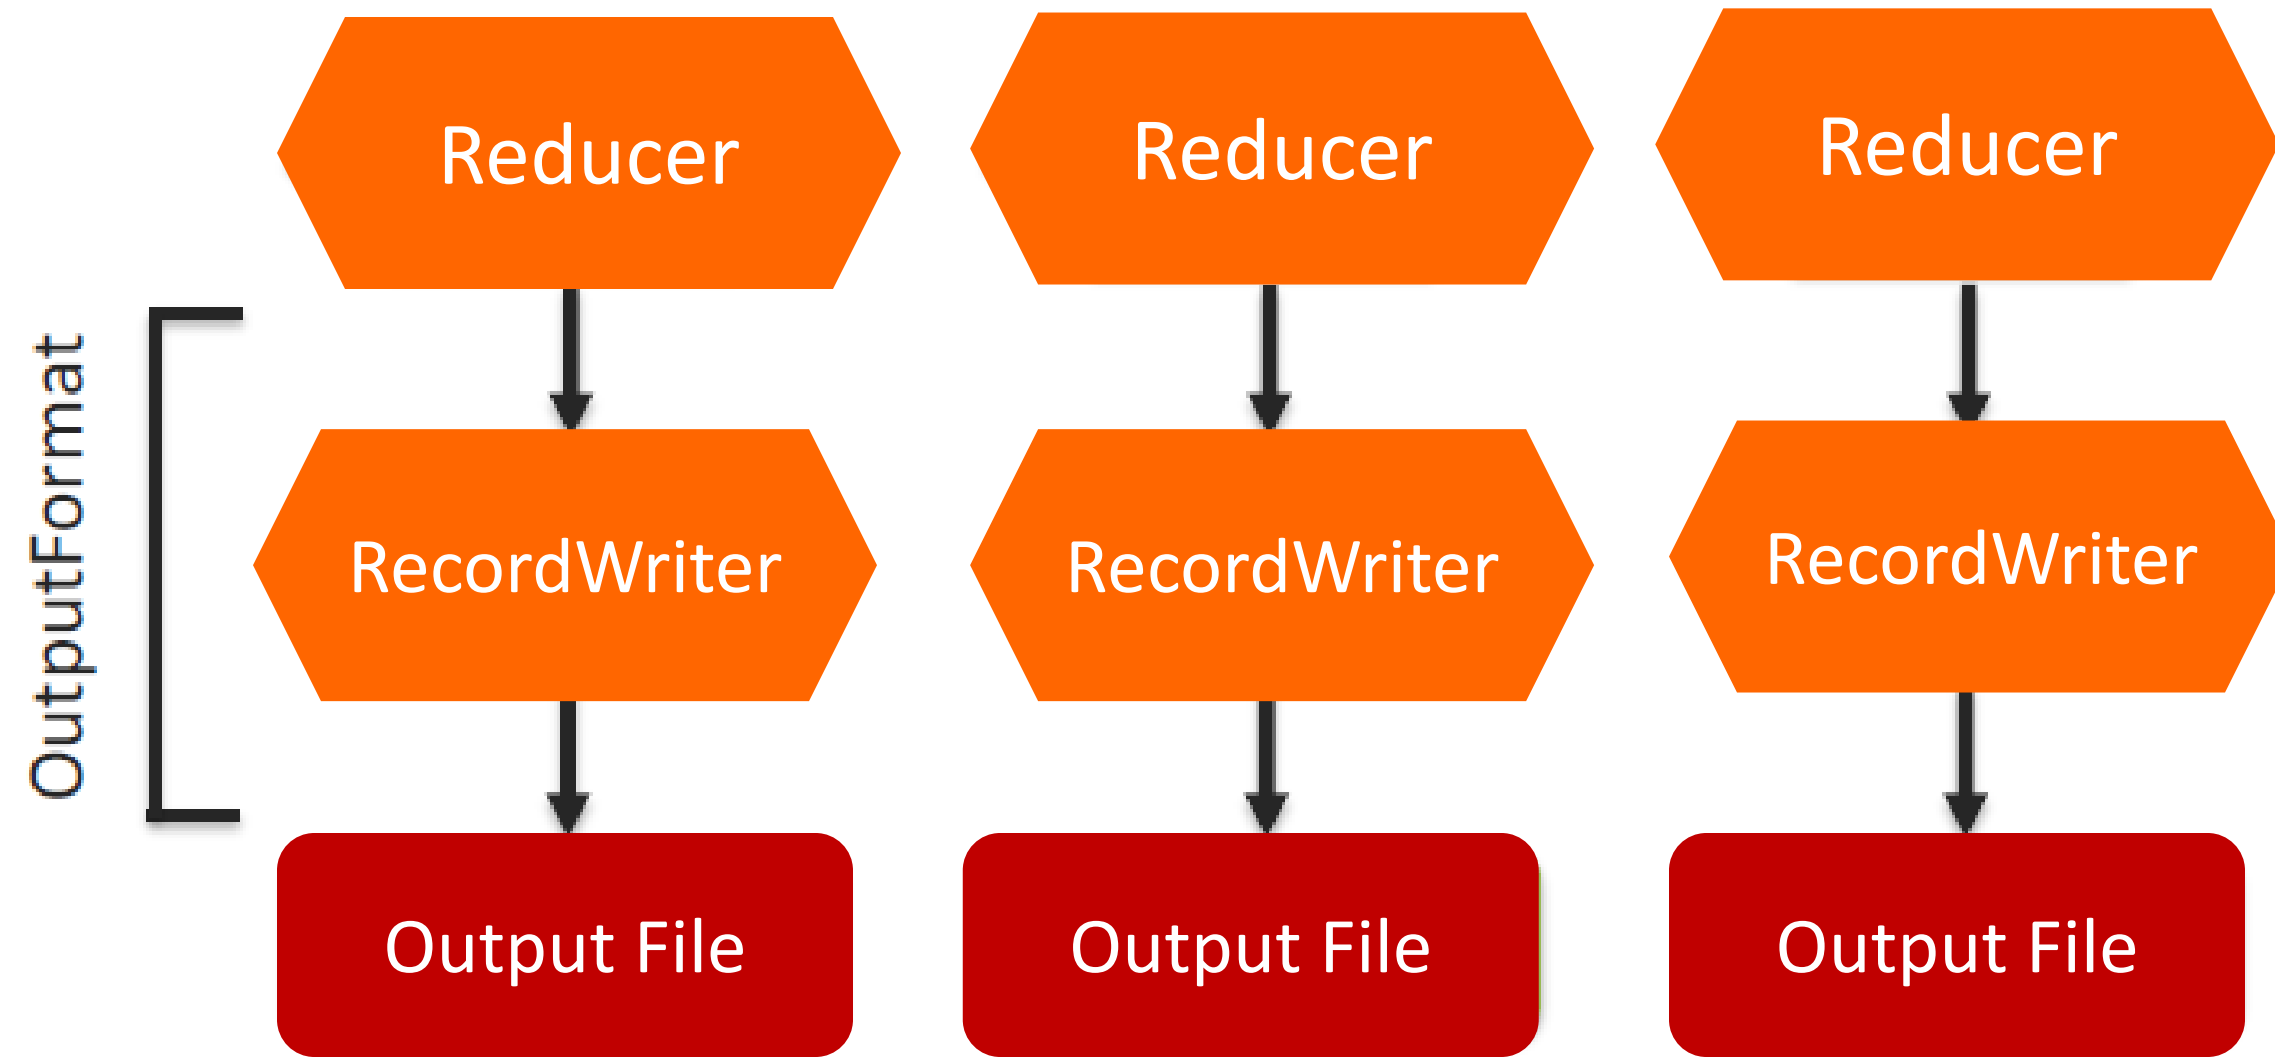 Reducer
Reducer
Reducer
OutputFormat
RecordWriter
RecordWriter
RecordWriter
Output File
Output File
Output File